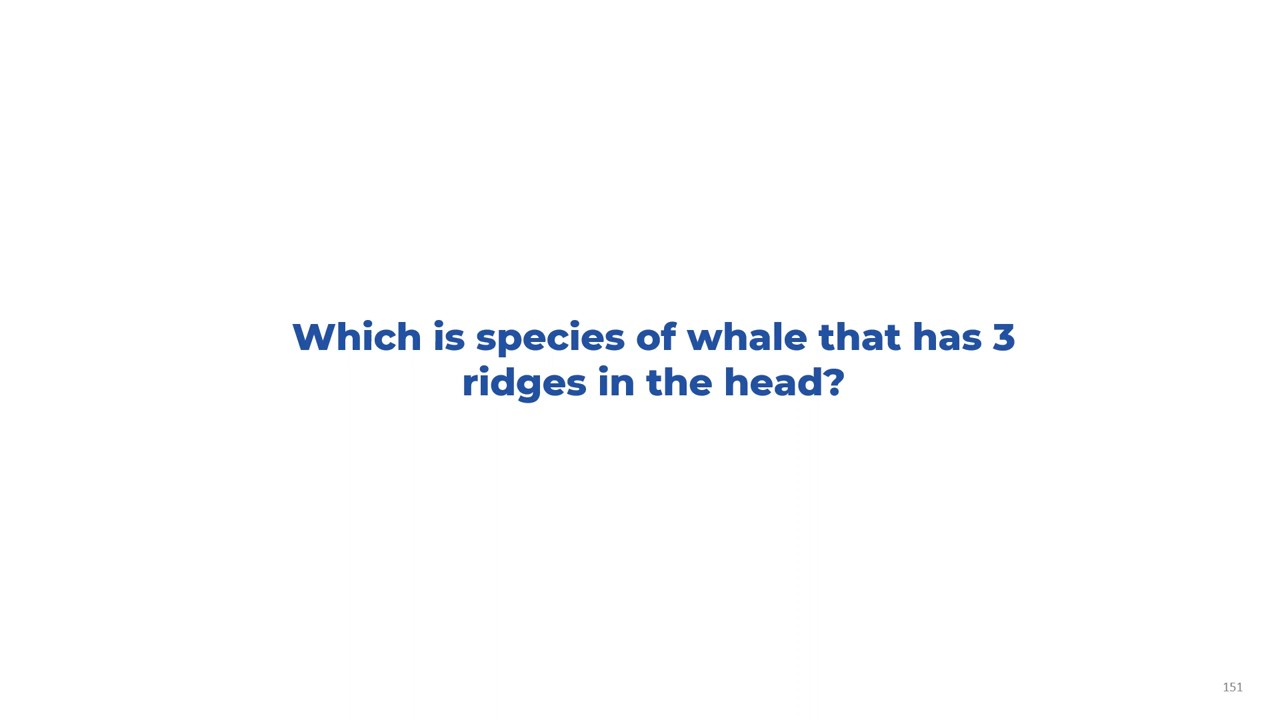 Which is species of whale that has 3
ridges in the head?
151